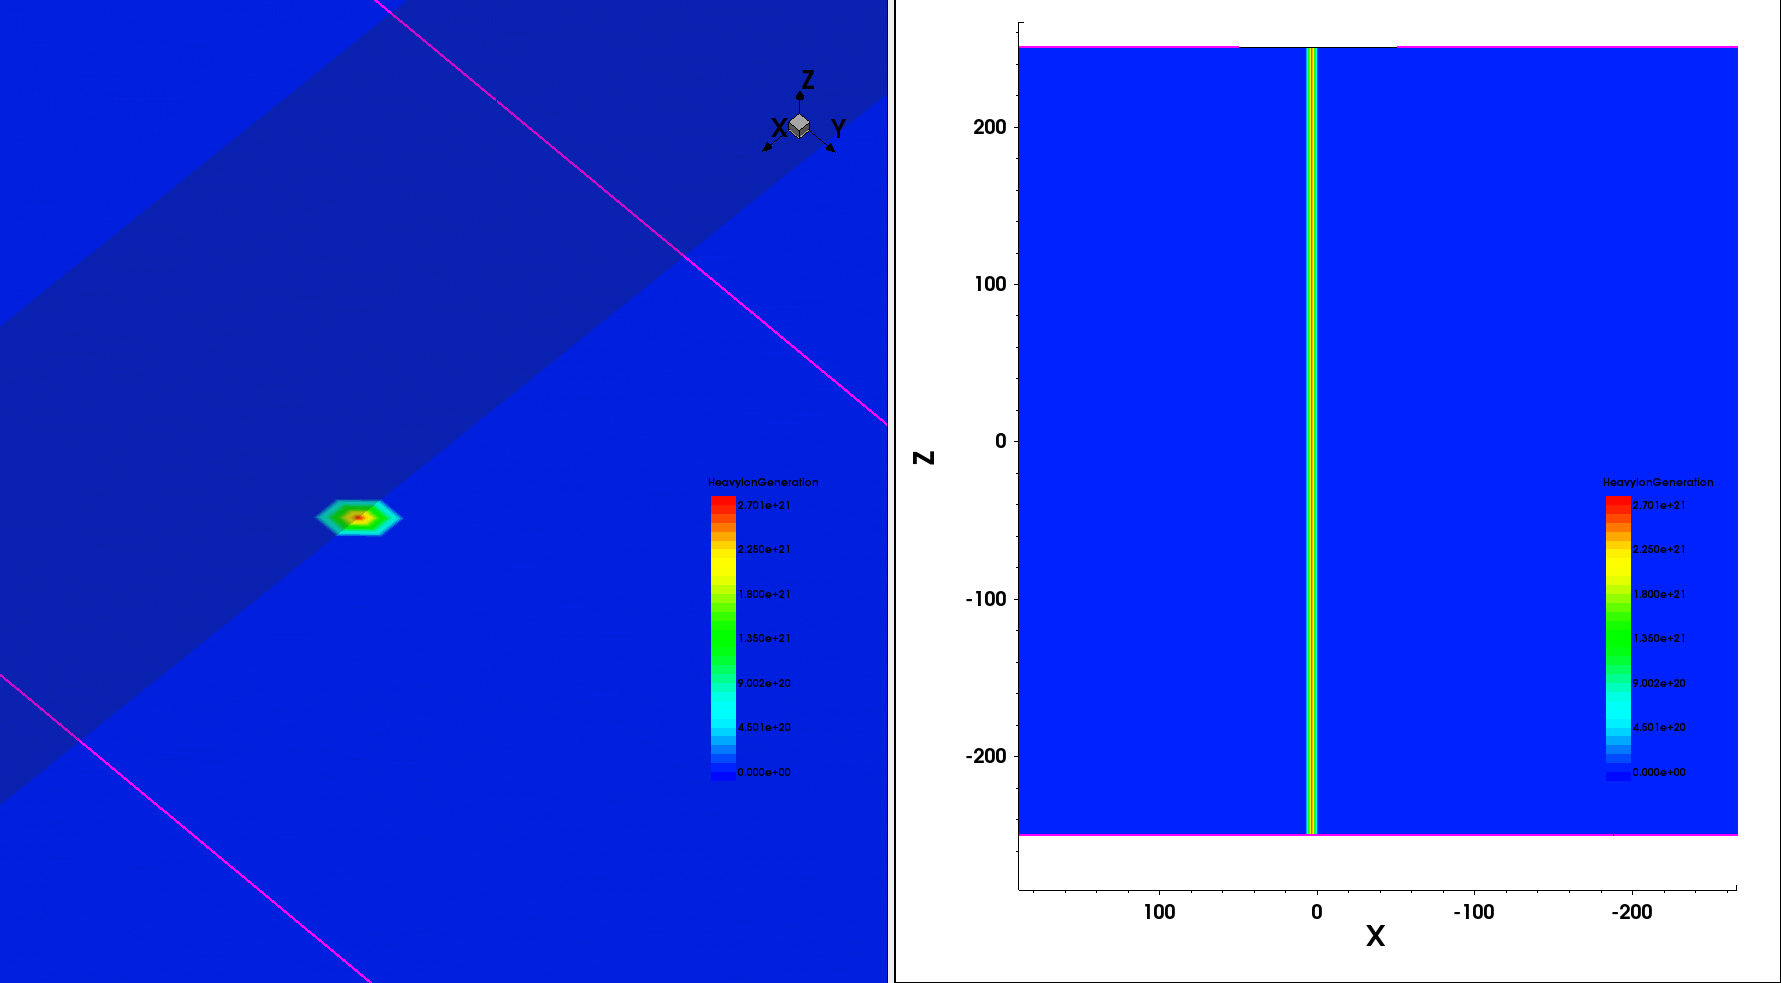 Z
X
Y
HeavyIonGeneration
2.701e+21
2.250e+21
1.800e+21
1.350e+21
9.002e+20
4.501e+20
0.000e+00
200
100
0
-100
-200
Z
HeavyIonGeneration
2.701e+21
2.250e+21
1.800e+21
1.350e+21
9.002e+20
4.501e+20
0.000e+00
100
0
-100
-200
X